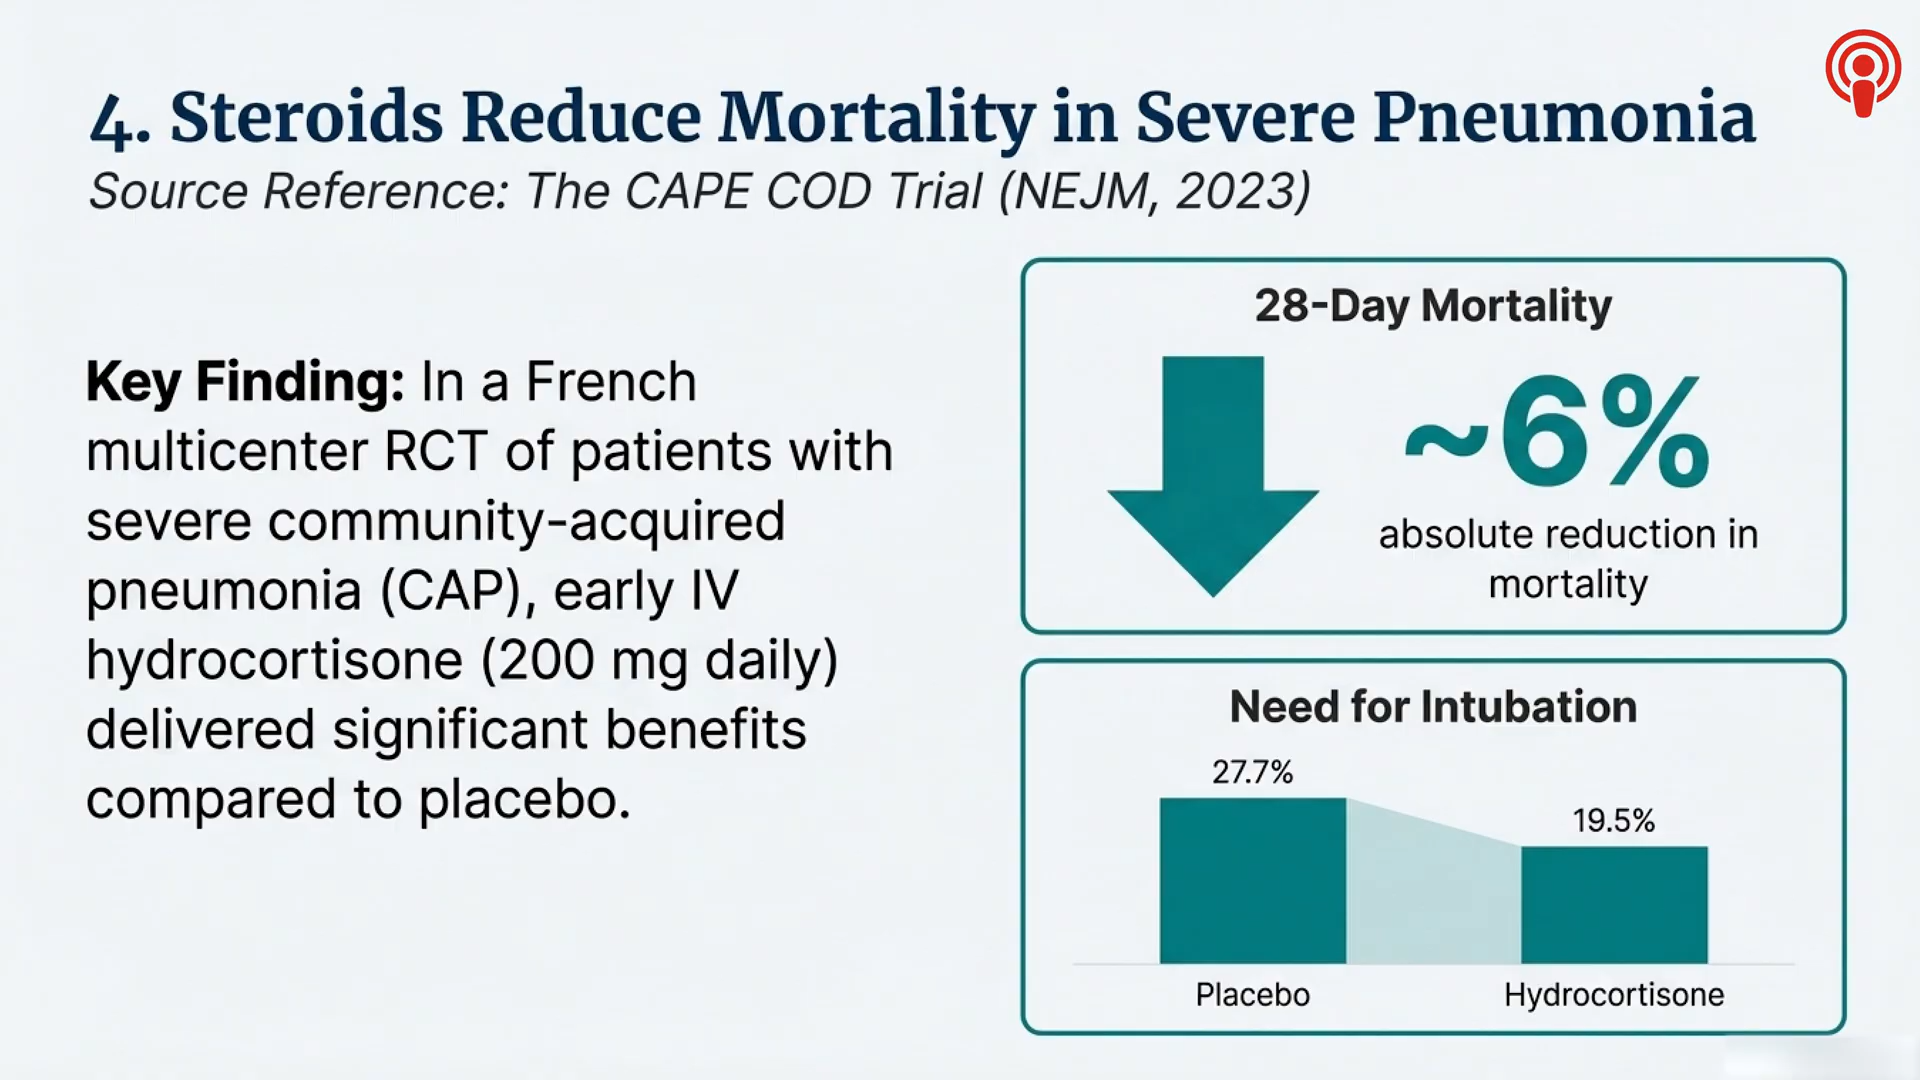 4. Steroids Reduce Mortality in Severe Pneumonia
Source Reference: The CAPE COD Trial (NEJM, 2023)
Key Finding: In a French
multicenter RCT of patients with
severe community-acquired
pneumonia (CAP), early IV
hydrocortisone (200 mg daily)
delivered significant benefits
compared to placebo.
28-Day Mortality
~6%
absolute reduction in
mortality
Need for Intubation
27.7%
19.5%
Placebo
Hydrocortisone